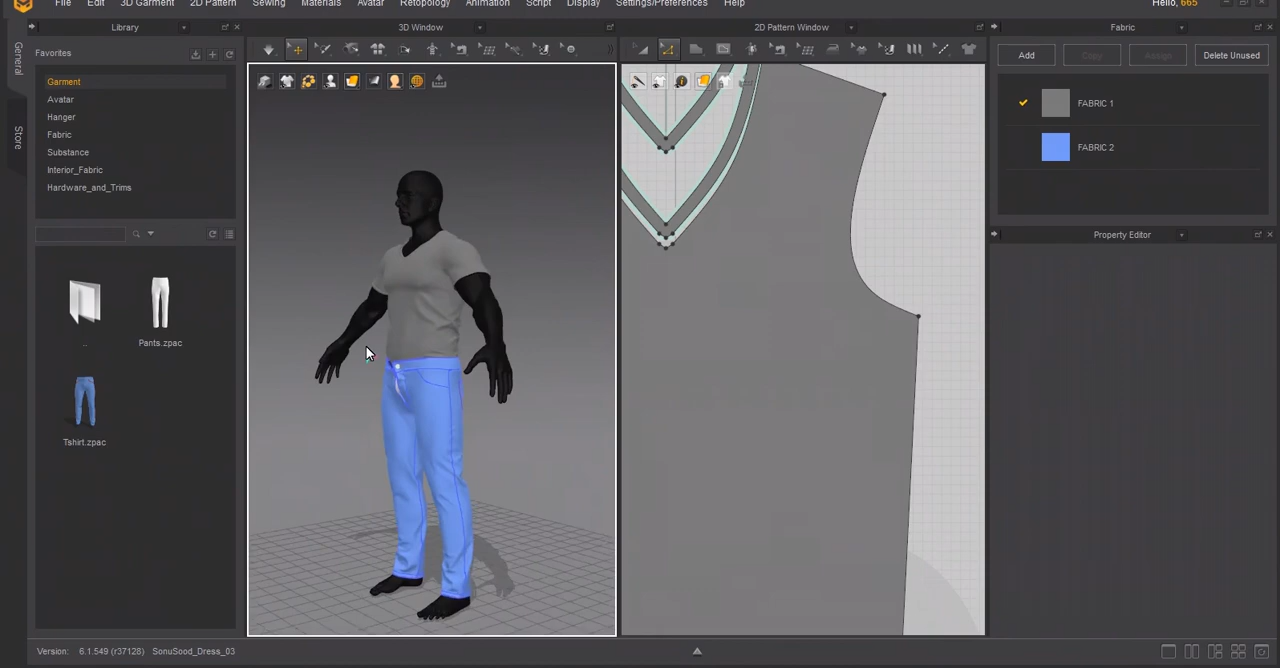 File Edit 3D Garment 2D Pattern Sewing Materials Avatar Retopology Animation Script Display Settings/Preferences Help Hello, 665
Library 3D Window 2D Pattern Window Fabric
General
Store
Favorites
Garment
Avatar
Hanger
Fabric
Substance
Interior_Fabric
Hardware_and_Trims
..
Pants.zpac
Tshirt.zpac
Add Copy Assign Delete Unused
FABRIC 1
FABRIC 2
Property Editor
Version: 6.1.549 (r37128) SonuSood_Dress_03